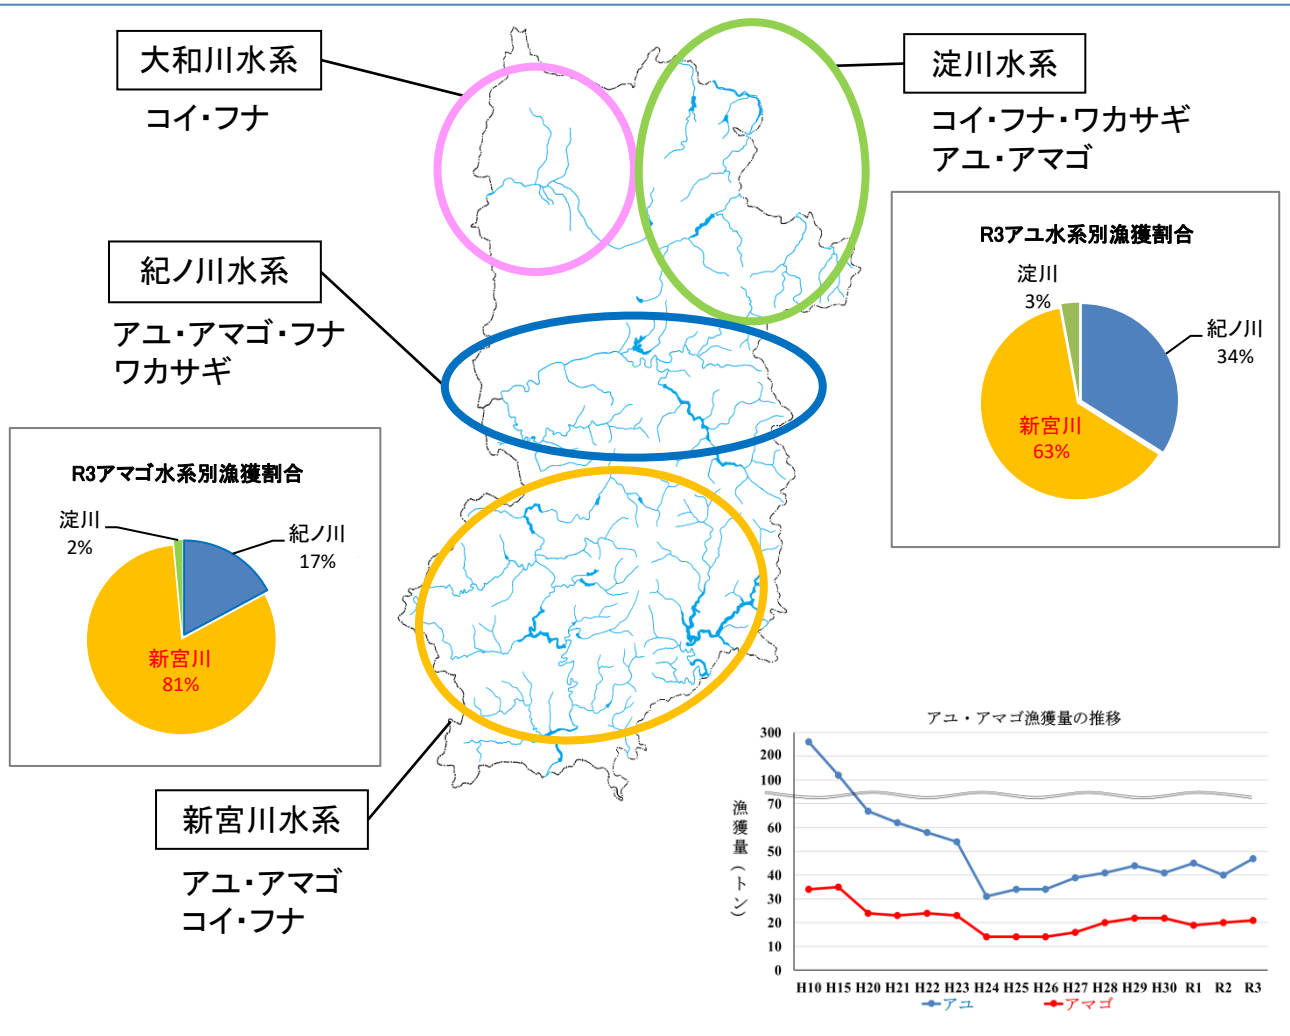 大和川水系
コイ・フナ
淀川水系
コイ・フナ・ワカサギ
アユ・アマゴ
R3アユ水系別漁獲割合
淀川
3%
紀ノ川
34%
新宮川
63%
紀ノ川水系
アユ・アマゴ・フナ
ワカサギ
R3アマゴ水系別漁獲割合
淀川
2%
紀ノ川
17%
新宮川
81%
新宮川水系
アユ・アマゴ
コイ・フナ
アユ・アマゴ漁獲量の推移
漁獲量(トン)
300
200
100
70
60
50
40
30
20
10
0
H10 H15 H20 H21 H22 H23 H24 H25 H26 H27 H28 H29 H30 R1 R2 R3
アユ アマゴ